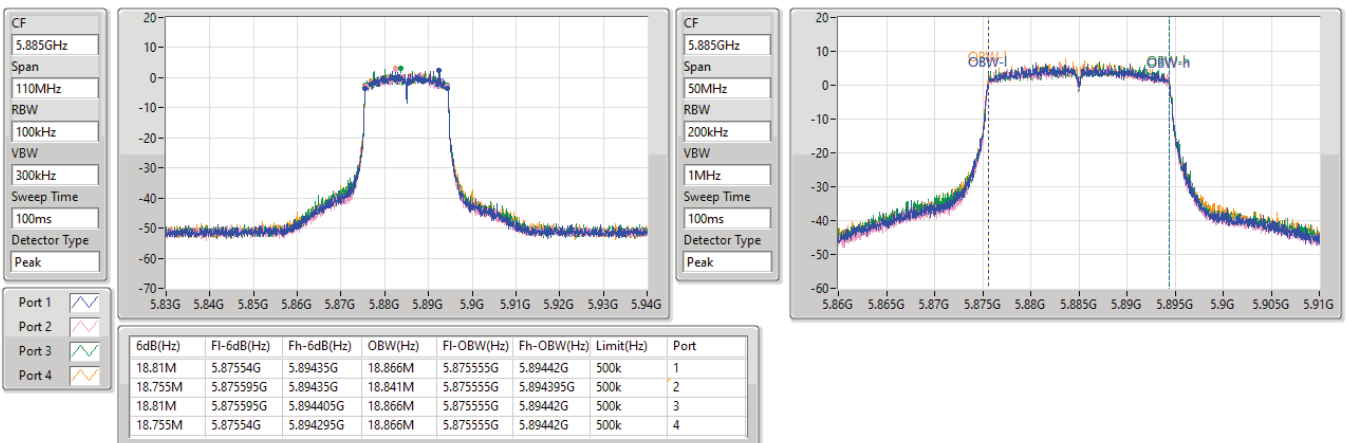 CF
5.885GHz
Span
110MHz
RBW
100kHz
VBW
300kHz
Sweep Time
100ms
Detector Type
Peak
20
10
0
-10
-20
-30
-40
-50
-60
-70
5.83G 5.84G 5.85G 5.86G 5.87G 5.88G 5.89G 5.9G 5.91G 5.92G 5.93G 5.94G
CF
5.885GHz
Span
50MHz
RBW
200kHz
VBW
1MHz
Sweep Time
100ms
Detector Type
Peak
20
10
0
-10
-20
-30
-40
-50
-60
OBW-l OBW-h
5.86G 5.865G 5.87G 5.875G 5.88G 5.885G 5.89G 5.895G 5.9G 5.905G 5.91G
Port 1
Port 2
Port 3
Port 4
6dB(Hz) Fl-6dB(Hz) Fh-6dB(Hz) OBW(Hz) Fl-OBW(Hz) Fh-OBW(Hz) Limit(Hz) Port
18.81M 5.87554G 5.89435G 18.866M 5.875555G 5.89442G 500k 1
18.755M 5.875595G 5.89435G 18.841M 5.875555G 5.894395G 500k 2
18.81M 5.875595G 5.894405G 18.866M 5.875555G 5.89442G 500k 3
18.755M 5.87554G 5.894295G 18.866M 5.875555G 5.89442G 500k 4